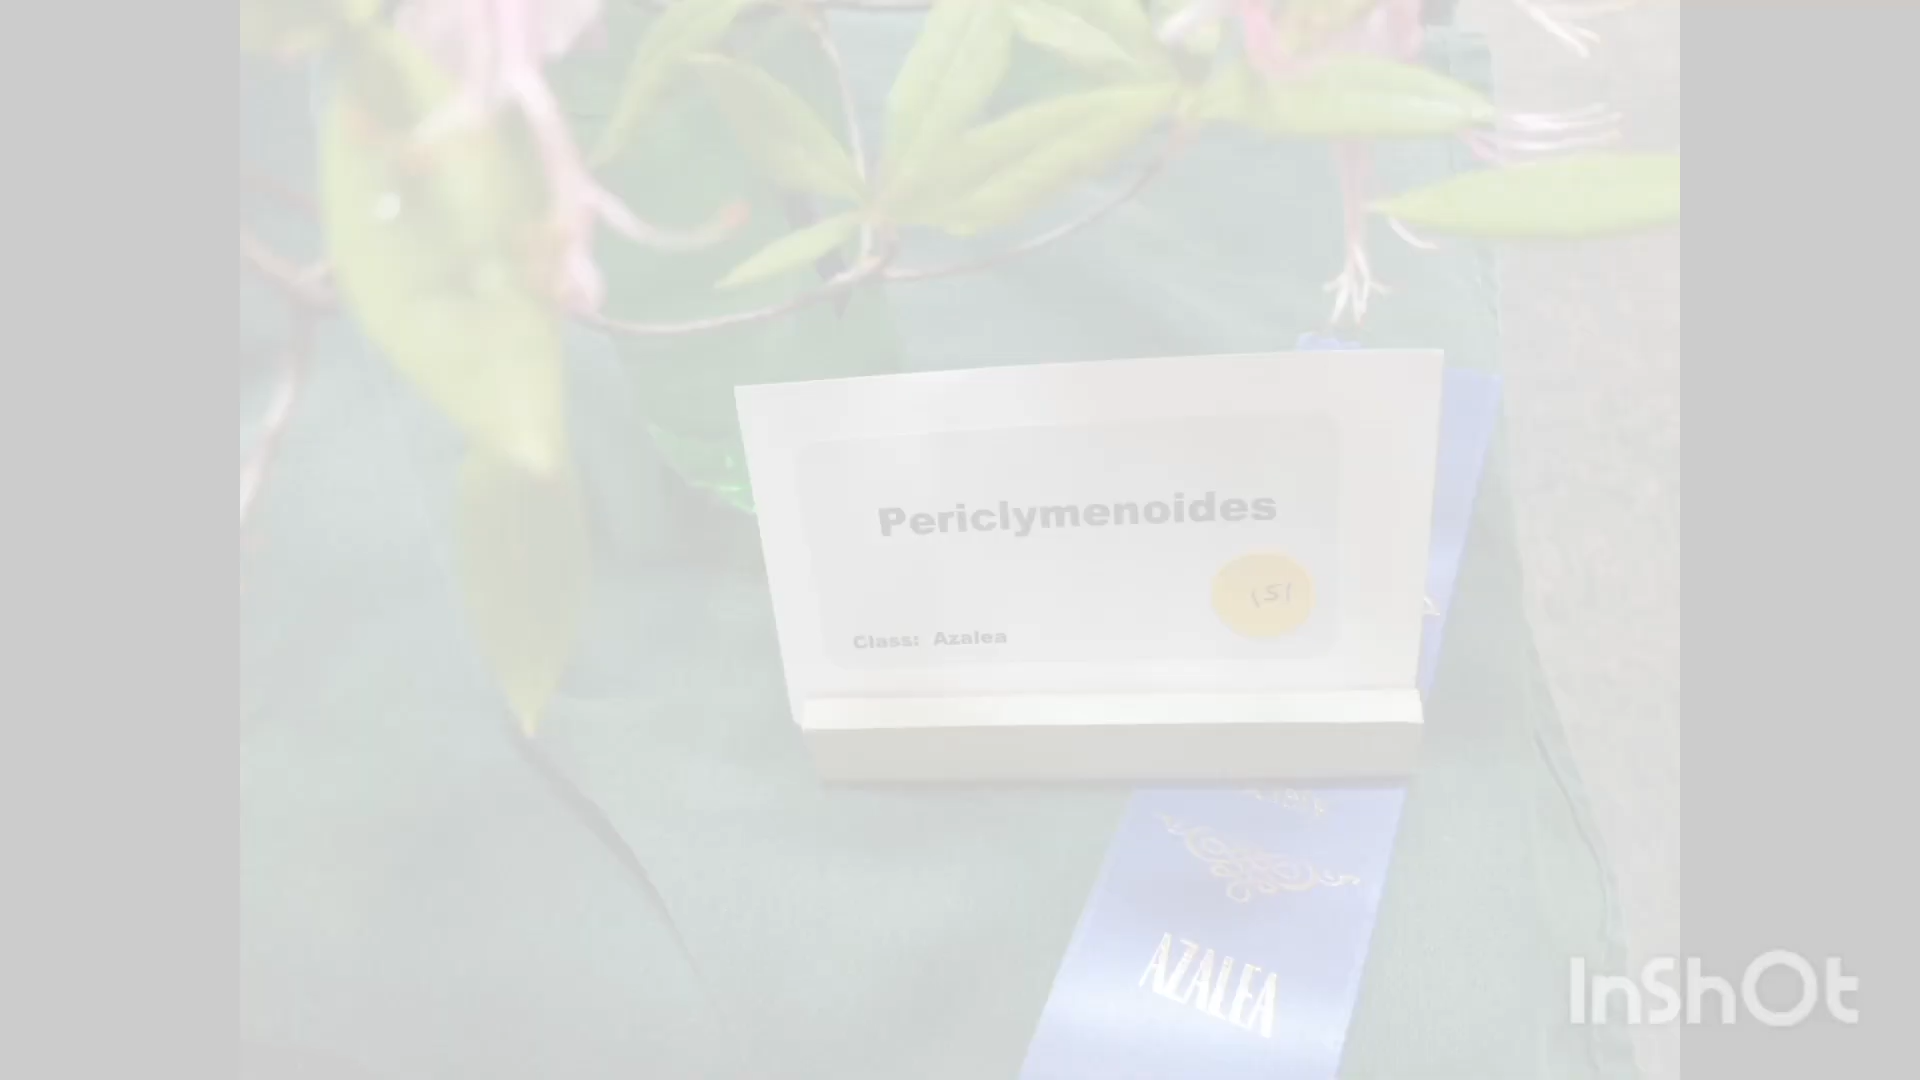 Periclymenoides
151
Class: Azalea
AZALEA
InShOt